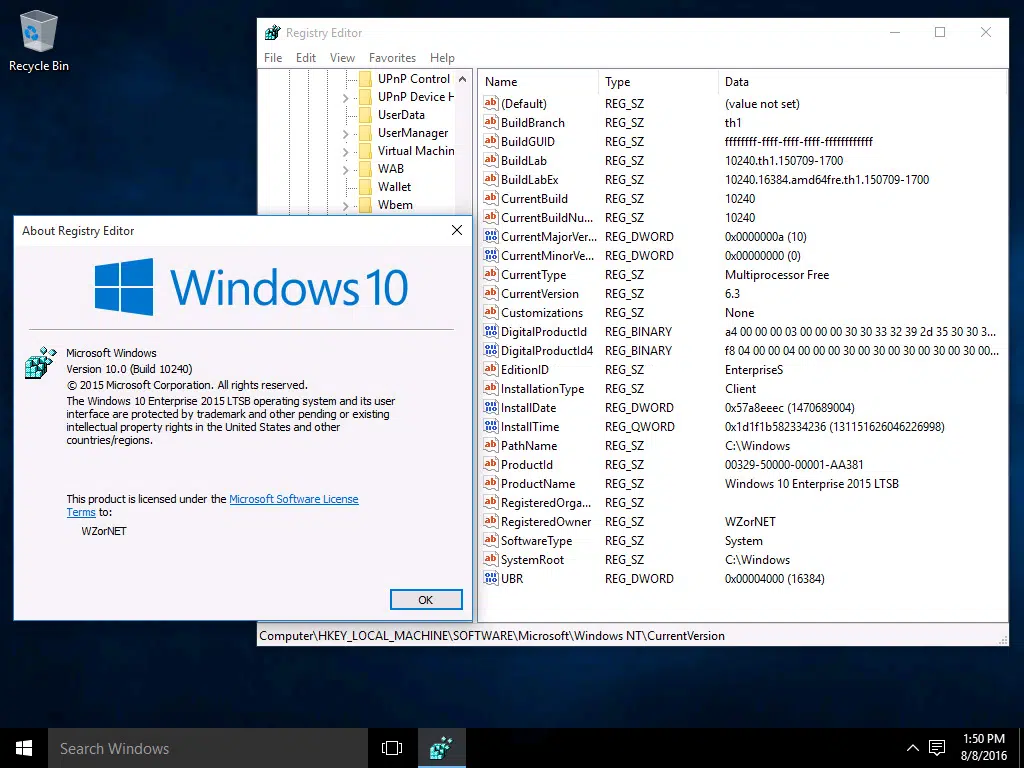 Recycle Bin
Registry Editor
File Edit View Favorites Help
UPnP Control
UPnP Device H
UserData
UserManager
Virtual Machin
WAB
Wallet
Wbem
Name Type Data
(Default) REG_SZ (value not set)
BuildBranch REG_SZ th1
BuildGUID REG_SZ ffffffff-ffff-ffff-ffff-ffffffffffff
BuildLab REG_SZ 10240.th1.150709-1700
BuildLabEx REG_SZ 10240.16384.amd64fre.th1.150709-1700
CurrentBuild REG_SZ 10240
CurrentBuildNu... REG_SZ 10240
CurrentMajorVer... REG_DWORD 0x0000000a (10)
CurrentMinorVe... REG_DWORD 0x00000000 (0)
CurrentType REG_SZ Multiprocessor Free
CurrentVersion REG_SZ 6.3
Customizations REG_SZ None
DigitalProductId REG_BINARY a4 00 00 00 03 00 00 00 30 30 33 32 39 2d 35 30 30 3...
DigitalProductId4 REG_BINARY f8 04 00 00 04 00 00 00 30 00 30 00 30 00 30 00 30 00...
EditionID REG_SZ EnterpriseS
InstallationType REG_SZ Client
InstallDate REG_DWORD 0x57a8eeec (1470689004)
InstallTime REG_QWORD 0x1d1f1b582334236 (131151626046226998)
PathName REG_SZ C:\Windows
ProductId REG_SZ 00329-50000-00001-AA381
ProductName REG_SZ Windows 10 Enterprise 2015 LTSB
RegisteredOrga... REG_SZ
RegisteredOwner REG_SZ WZorNET
SoftwareType REG_SZ System
SystemRoot REG_SZ C:\Windows
UBR REG_DWORD 0x00004000 (16384)
Computer\HKEY_LOCAL_MACHINE\SOFTWARE\Microsoft\Windows NT\CurrentVersion
About Registry Editor
Windows 10
Microsoft Windows
Version 10.0 (Build 10240)
© 2015 Microsoft Corporation. All rights reserved.
The Windows 10 Enterprise 2015 LTSB operating system and its user
interface are protected by trademark and other pending or existing
intellectual property rights in the United States and other
countries/regions.
This product is licensed under the Microsoft Software License
Terms to:
WZorNET
OK
Search Windows
1:50 PM
8/8/2016